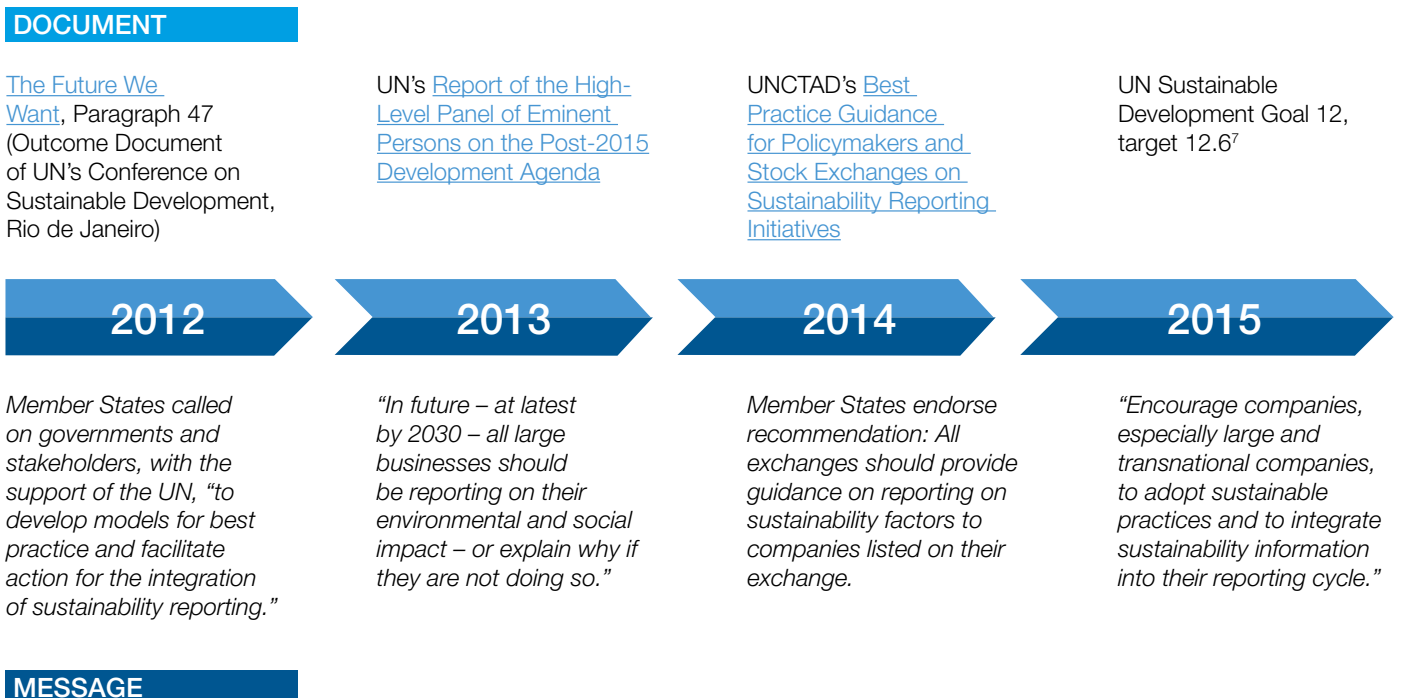 DOCUMENT
The Future We
Want, Paragraph 47
(Outcome Document
of UN’s Conference on
Sustainable Development,
Rio de Janeiro)
UN’s Report of the High-
Level Panel of Eminent
Persons on the Post-2015
Development Agenda
UNCTAD’s Best
Practice Guidance
for Policymakers and
Stock Exchanges on
Sustainability Reporting
Initiatives
UN Sustainable
Development Goal 12,
target 12.6⁷
2012
2013
2014
2015
Member States called
on governments and
stakeholders, with the
support of the UN, “to
develop models for best
practice and facilitate
action for the integration
of sustainability reporting.”
“In future – at latest
by 2030 – all large
businesses should
be reporting on their
environmental and social
impact – or explain why if
they are not doing so.”
Member States endorse
recommendation: All
exchanges should provide
guidance on reporting on
sustainability factors to
companies listed on their
exchange.
“Encourage companies,
especially large and
transnational companies,
to adopt sustainable
practices and to integrate
sustainability information
into their reporting cycle.”
MESSAGE